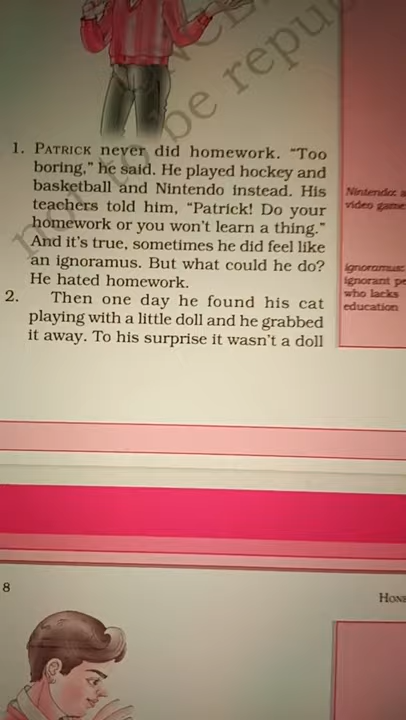 not to be repu
1. PATRICK never did homework. “Too
boring,” he said. He played hockey and
basketball and Nintendo instead. His
teachers told him, “Patrick! Do your
homework or you won’t learn a thing.”
And it’s true, sometimes he did feel like
an ignoramus. But what could he do?
He hated homework.
2. Then one day he found his cat
playing with a little doll and he grabbed
it away. To his surprise it wasn’t a doll
Nintendo: a
video game
ignoramus:
ignorant pe
who lacks
education
8
HONE